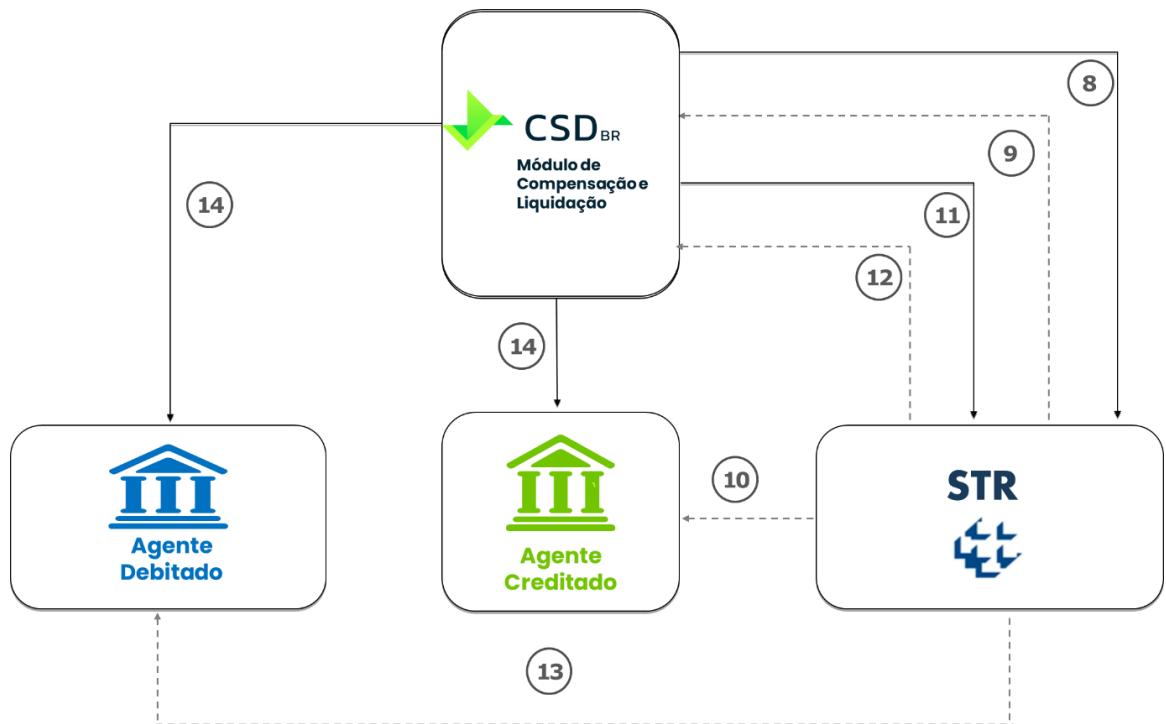 CSD BR
Módulo de
Compensação e
Liquidação
8
9
14
11
12
14
10
STR
Agente
Debitado
Agente
Creditado
13